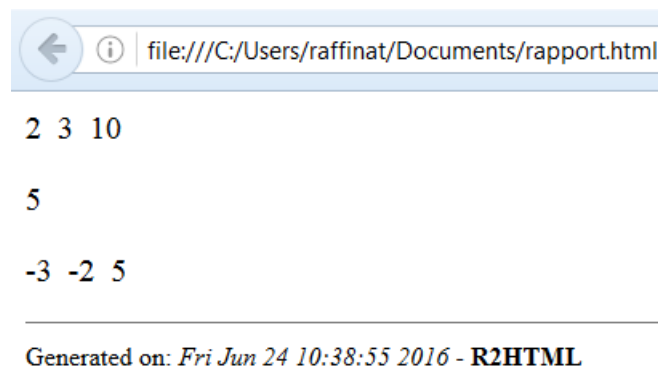 file:///C:/Users/raffinat/Documents/rapport.html
2 3 10
5
-3 -2 5
Generated on: Fri Jun 24 10:38:55 2016 - R2HTML